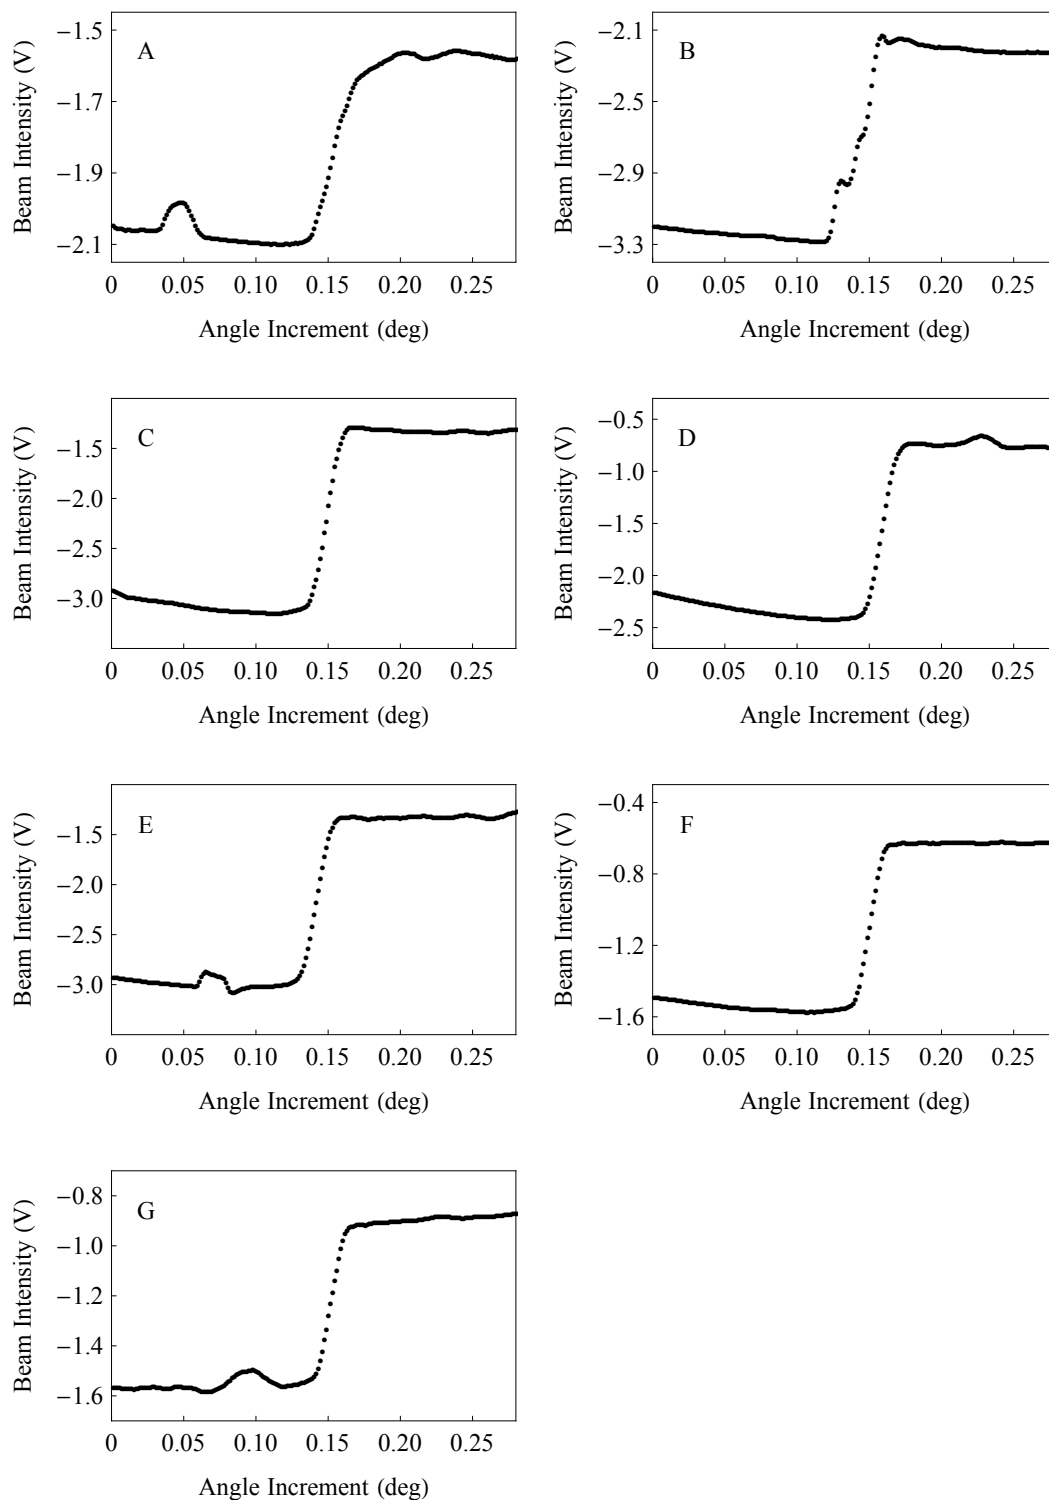 A
Beam Intensity (V)
−1.5
−1.7
−1.9
−2.1
0 0.05 0.10 0.15 0.20 0.25
Angle Increment (deg)
B
Beam Intensity (V)
−2.1
−2.5
−2.9
−3.3
0 0.05 0.10 0.15 0.20 0.25
Angle Increment (deg)
C
Beam Intensity (V)
−1.5
−2.0
−2.5
−3.0
0 0.05 0.10 0.15 0.20 0.25
Angle Increment (deg)
D
Beam Intensity (V)
−0.5
−1.0
−1.5
−2.0
−2.5
0 0.05 0.10 0.15 0.20 0.25
Angle Increment (deg)
E
Beam Intensity (V)
−1.5
−2.0
−2.5
−3.0
0 0.05 0.10 0.15 0.20 0.25
Angle Increment (deg)
F
Beam Intensity (V)
−0.4
−0.8
−1.2
−1.6
0 0.05 0.10 0.15 0.20 0.25
Angle Increment (deg)
G
Beam Intensity (V)
−0.8
−1.0
−1.2
−1.4
−1.6
0 0.05 0.10 0.15 0.20 0.25
Angle Increment (deg)